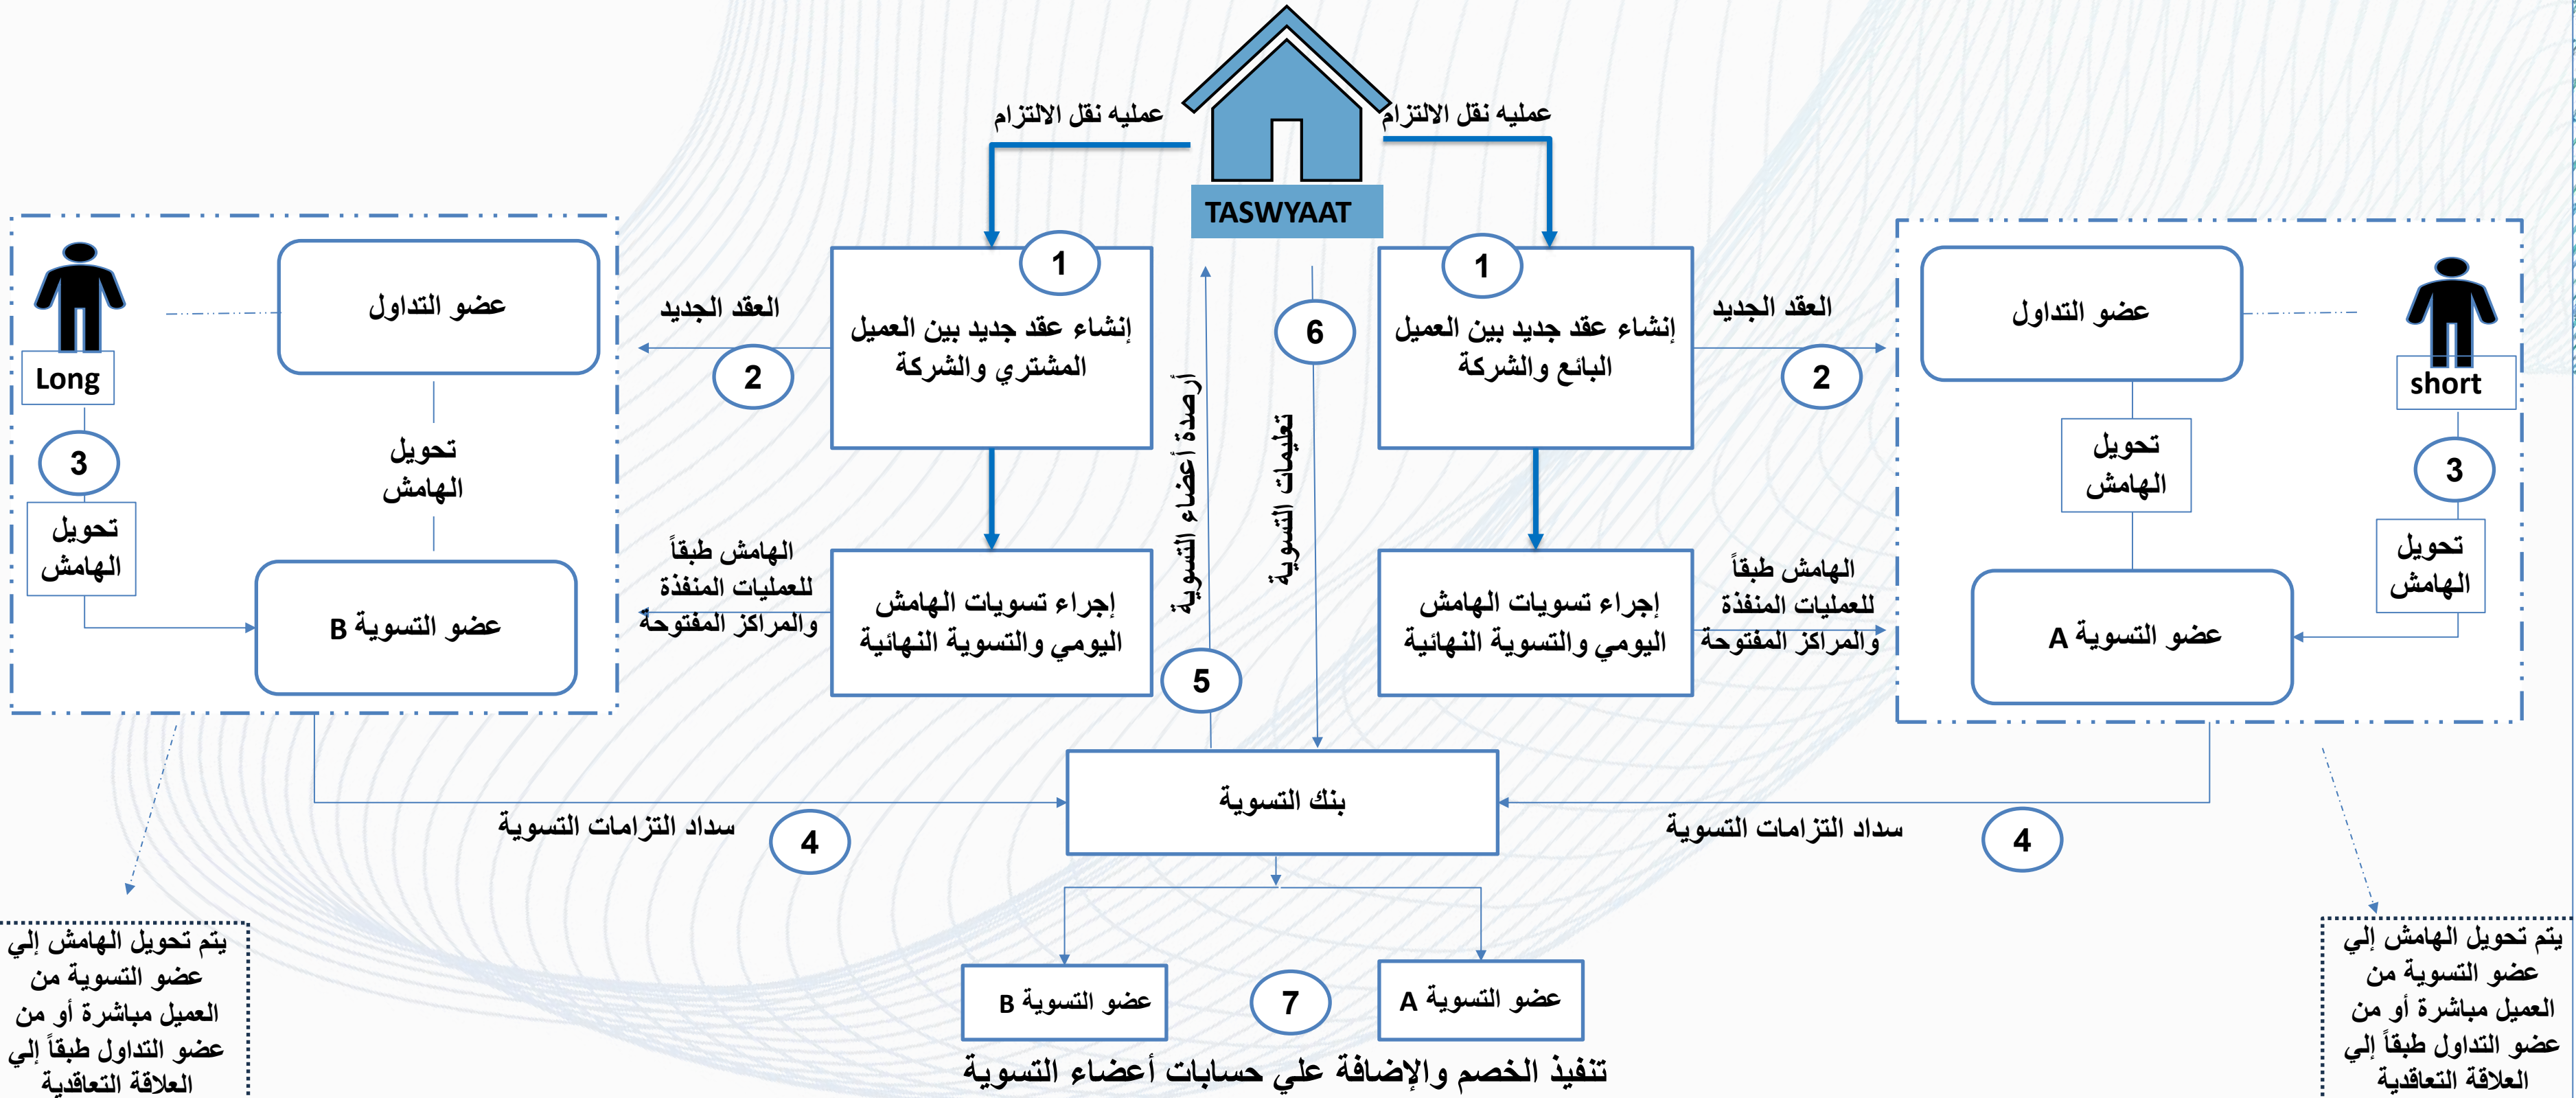 عمليه نقل الالتزام
عمليه نقل الالتزام
TASWYAAT
short
عضو التداول
3
تحويل
الهامش
تحويل
الهامش
عضو التسوية A
العقد الجديد
2
1
إنشاء عقد جديد بين العميل
البائع والشركة
الهامش طبقاً
للعمليات المنفذة
والمراكز المفتوحة
إجراء تسويات الهامش
اليومي والتسوية النهائية
6
تعليمات التسوية
أرصدة أعضاء التسوية
5
1
إنشاء عقد جديد بين العميل
المشتري والشركة
إجراء تسويات الهامش
اليومي والتسوية النهائية
العقد الجديد
2
الهامش طبقاً
للعمليات المنفذة
والمراكز المفتوحة
عضو التداول
Long
3
تحويل
الهامش
تحويل
الهامش
عضو التسوية B
سداد التزامات التسوية
4
بنك التسوية
سداد التزامات التسوية
4
يتم تحويل الهامش إلي
عضو التسوية من
العميل مباشرة أو من
عضو التداول طبقاً إلي
العلاقة التعاقدية
عضو التسوية A
7
عضو التسوية B
تنفيذ الخصم والإضافة علي حسابات أعضاء التسوية
يتم تحويل الهامش إلي
عضو التسوية من
العميل مباشرة أو من
عضو التداول طبقاً إلي
العلاقة التعاقدية